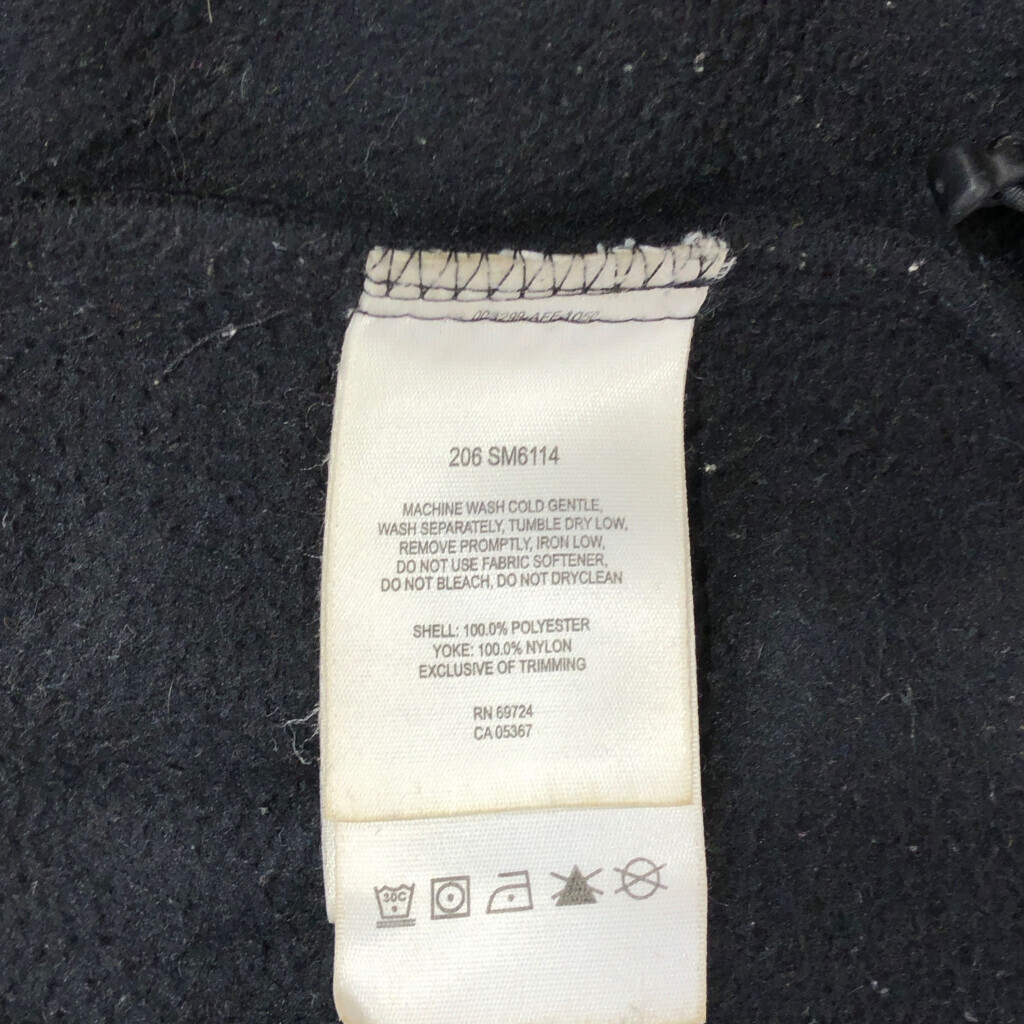 206 SM6114
MACHINE WASH COLD GENTLE,
WASH SEPARATELY, TUMBLE DRY LOW,
REMOVE PROMPTLY, IRON LOW,
DO NOT USE FABRIC SOFTENER,
DO NOT BLEACH, DO NOT DRYCLEAN
SHELL: 100.0% POLYESTER
YOKE: 100.0% NYLON
EXCLUSIVE OF TRIMMING
RN 69724
CA 05367
30C